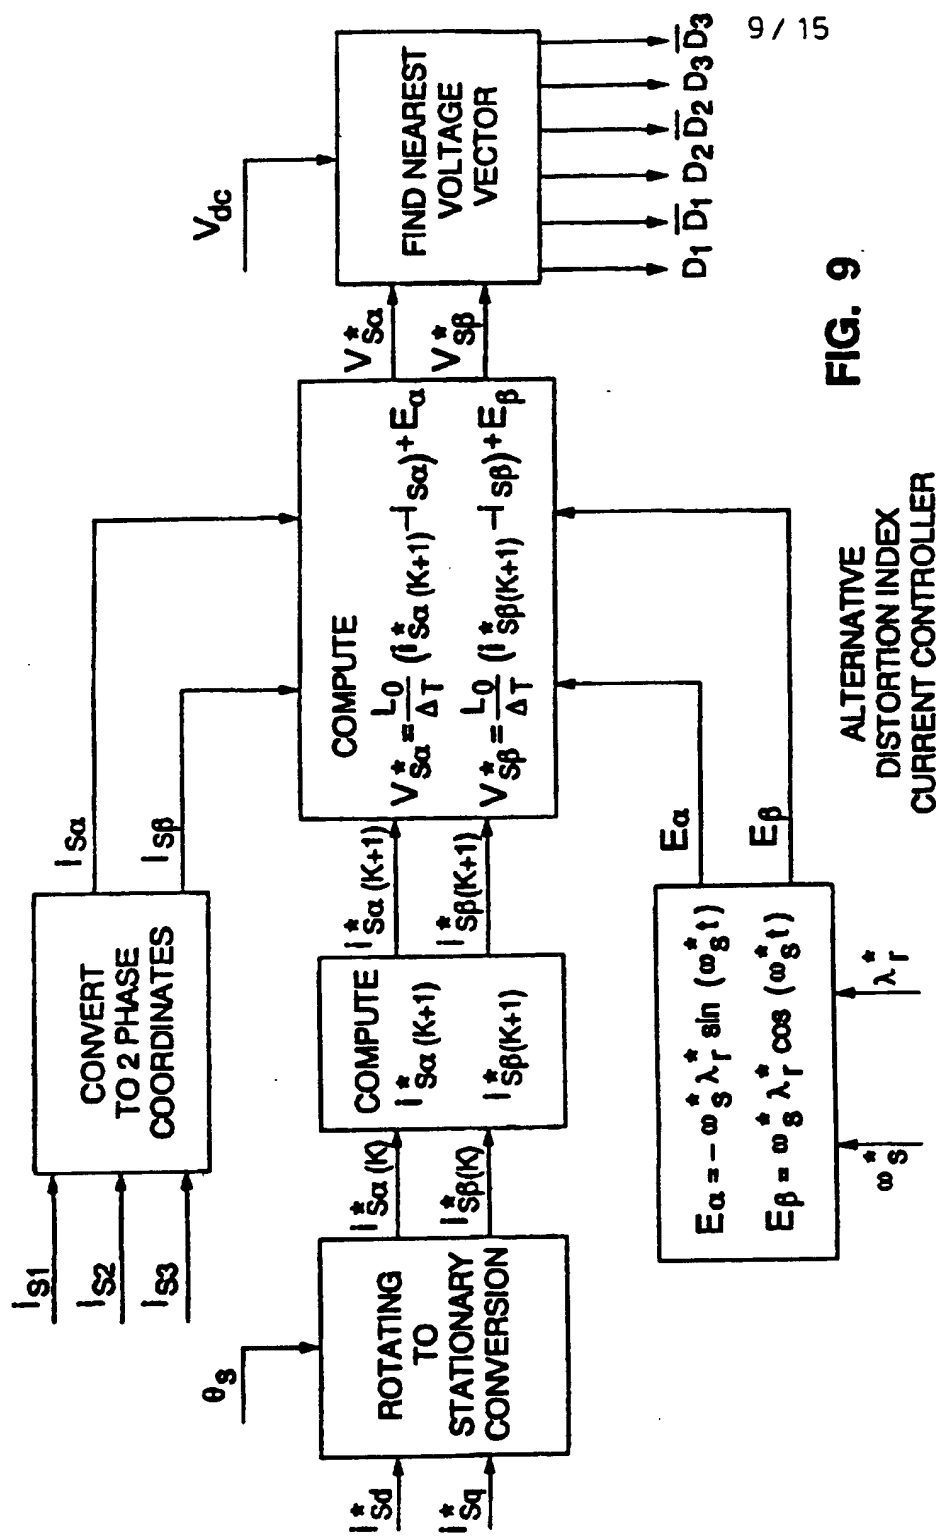 9 / 15
i_S1
i_S2
i_S3
CONVERT
TO 2 PHASE
COORDINATES
i_Sα
i_Sβ
θ_s
i*_Sd
i*_Sq
ROTATING
TO
STATIONARY
CONVERSION
i*_Sα(K)
i*_Sβ(K)
COMPUTE
i*_Sα(K+1)
i*_Sβ(K+1)
i*_Sα(K+1)
i*_Sβ(K+1)
COMPUTE
V*_Sα = L_0/ΔT (i*_Sα(K+1) - i_Sα) + E_α
V*_Sβ = L_0/ΔT (i*_Sβ(K+1) - i_Sβ) + E_β
V*_Sα
V*_Sβ
V_dc
FIND NEAREST
VOLTAGE
VECTOR
D_1 D̅_1 D_2 D̅_2 D_3 D̅_3
E_α = - ω*_s λ*_r sin (ω*_s t)
E_β = ω*_s λ*_r cos (ω*_s t)
E_α
E_β
ω*_s
λ*_r
ALTERNATIVE
DISTORTION INDEX
CURRENT CONTROLLER
FIG. 9